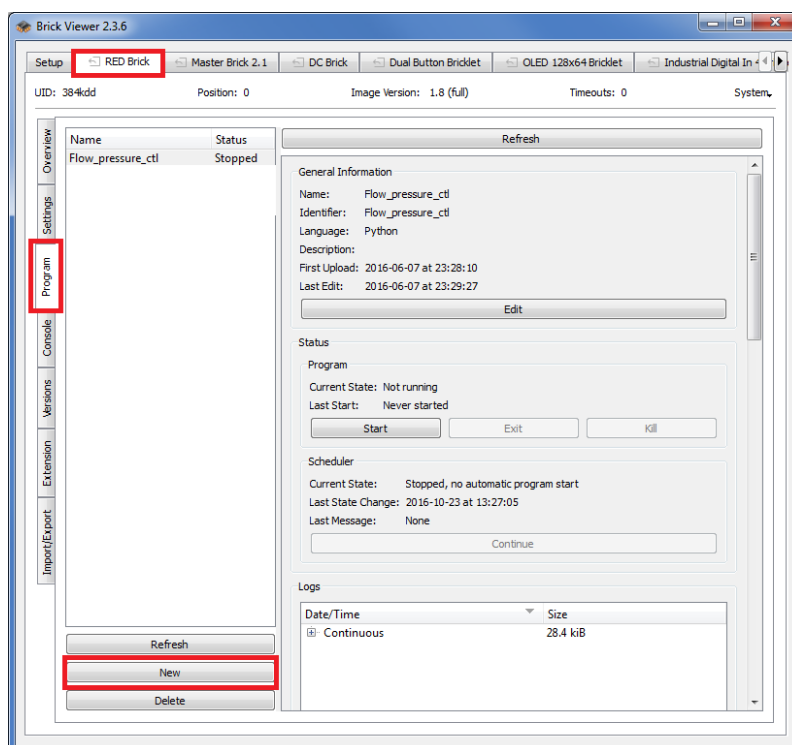 Brick Viewer 2.3.6
Setup RED Brick Master Brick 2.1 DC Brick Dual Button Bricklet OLED 128x64 Bricklet Industrial Digital In 4
UID: 384kdd Position: 0 Image Version: 1.8 (full) Timeouts: 0 System
Overview
Settings
Program
Console
Versions
Extension
Import/Export
Name Status
Flow_pressure_ctl Stopped
Refresh
New
Delete
Refresh
General Information
Name: Flow_pressure_ctl
Identifier: Flow_pressure_ctl
Language: Python
Description:
First Upload: 2016-06-07 at 23:28:10
Last Edit: 2016-06-07 at 23:29:27
Edit
Status
Program
Current State: Not running
Last Start: Never started
Start Exit Kill
Scheduler
Current State: Stopped, no automatic program start
Last State Change: 2016-10-23 at 13:27:05
Last Message: None
Continue
Logs
Date/Time Size
Continuous 28.4 kiB